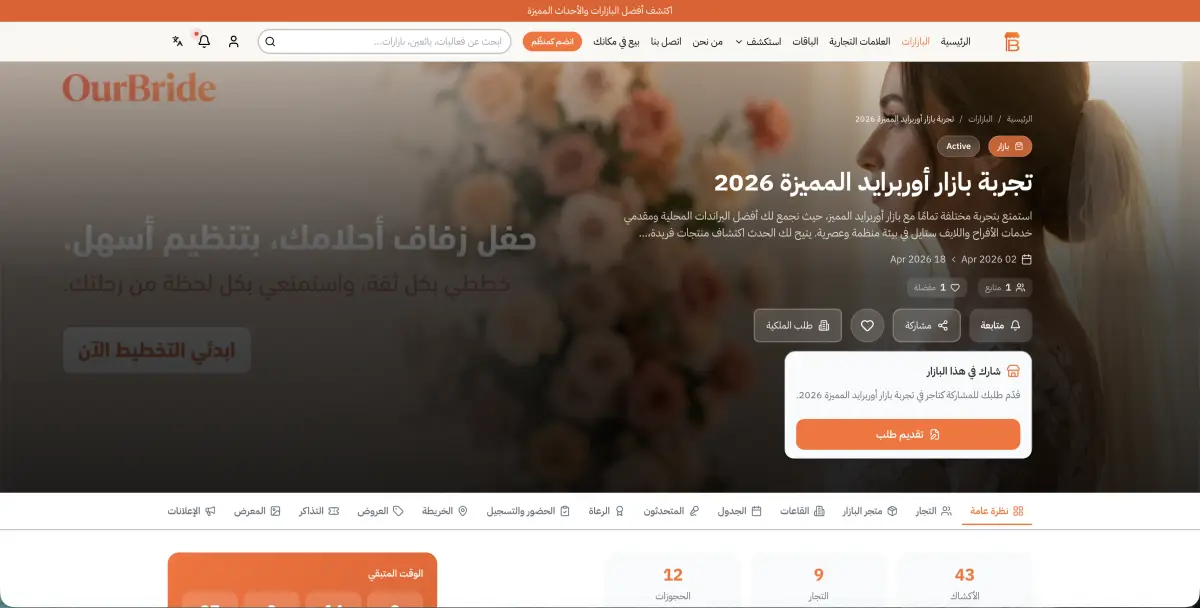 اكتشف أفضل البازارات والأحداث المميزة
الرئيسية
البازارات
العلامات التجارية
الباقات
استكشف
من نحن
اتصل بنا
بيع في مكانك
انضم كمنظّم
ابحث عن فعاليات، بائعين، بازارات...
OurBride
الرئيسية / البازارات / تجربة بازار أوربرايد المميزة 2026
بازار
Active
تجربة بازار أوربرايد المميزة 2026
استمتع بتجربة مختلفة تمامًا مع بازار أوربرايد المميز، حيث نجمع لك أفضل البراندات المحلية ومقدمي
خدمات الأفراح واللايف ستايل في بيئة منظمة وعصرية. يتيح لك الحدث اكتشاف منتجات فريدة،...
02 Apr 2026 › 18 Apr 2026
1 متابع
1 مفضلة
متابعة
مشاركة
طلب الملكية
حفل زفاف أحلامك، بتنظيم أسهل.
خططي بكل ثقة، واستمتعي بكل لحظة من رحلتك.
ابدئي التخطيط الآن
شارك في هذا البازار
قدّم طلبك للمشاركة كتاجر في تجربة بازار أوربرايد المميزة 2026.
تقديم طلب
نظرة عامة
التجار
متجر البازار
القاعات
الجدول
المتحدثون
الرعاة
الحضور والتسجيل
الخريطة
العروض
التذاكر
المعرض
الإعلانات
43
الأكشاك
9
التجار
12
الحجوزات
الوقت المتبقي